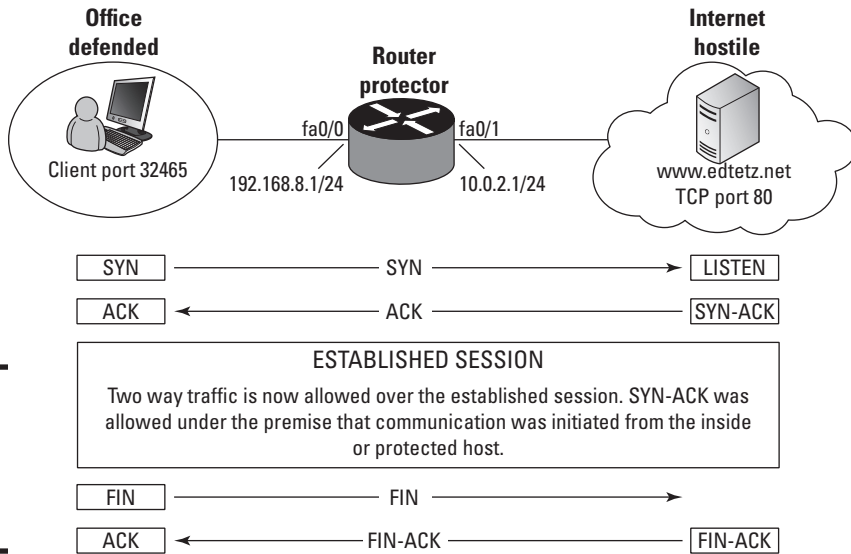 Office
defended
Router
protector
Internet
hostile
fa0/0
fa0/1
Client port 32465
192.168.8.1/24
10.0.2.1/24
www.edtetz.net
TCP port 80
SYN
SYN
LISTEN
ACK
ACK
SYN-ACK
ESTABLISHED SESSION
Two way traffic is now allowed over the established session. SYN-ACK was
allowed under the premise that communication was initiated from the inside
or protected host.
FIN
FIN
ACK
FIN-ACK
FIN-ACK